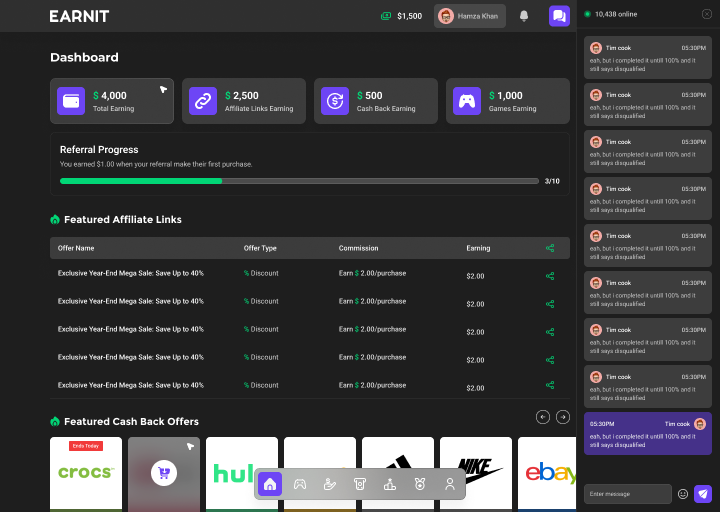 EARNIT
$1,500
Hamza Khan
10,438 online
Dashboard
$ 4,000
Total Earning
$ 2,500
Affiliate Links Earning
$ 500
Cash Back Earning
$ 1,000
Games Earning
Referral Progress
You earned $1.00 when your referral make their first purchase.
3/10
Featured Affiliate Links
Offer Name Offer Type Commission Earning
Exclusive Year-End Mega Sale: Save Up to 40% % Discount Earn $ 2.00/purchase $2.00
Exclusive Year-End Mega Sale: Save Up to 40% % Discount Earn $ 2.00/purchase $2.00
Exclusive Year-End Mega Sale: Save Up to 40% % Discount Earn $ 2.00/purchase $2.00
Exclusive Year-End Mega Sale: Save Up to 40% % Discount Earn $ 2.00/purchase $2.00
Exclusive Year-End Mega Sale: Save Up to 40% % Discount Earn $ 2.00/purchase $2.00
Featured Cash Back Offers
Ends Today
crocs™
hul
NIKE
ebay
Tim cook 05:30PM
eah, but i completed it untill 100% and it
still says disqualified
Tim cook 05:30PM
eah, but i completed it untill 100% and it
still says disqualified
Tim cook 05:30PM
eah, but i completed it untill 100% and it
still says disqualified
Tim cook 05:30PM
eah, but i completed it untill 100% and it
still says disqualified
Tim cook 05:30PM
eah, but i completed it untill 100% and it
still says disqualified
Tim cook 05:30PM
eah, but i completed it untill 100% and it
still says disqualified
Tim cook 05:30PM
eah, but i completed it untill 100% and it
still says disqualified
Tim cook 05:30PM
eah, but i completed it untill 100% and it
still says disqualified
05:30PM Tim cook
eah, but i completed it untill 100% and it
still says disqualified
Enter message